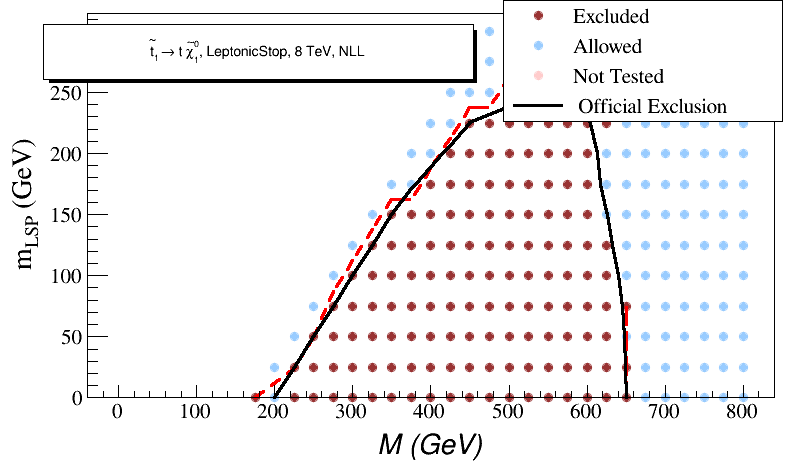 t̃₁ → t χ̃₁⁰, LeptonicStop, 8 TeV, NLL
Excluded
Allowed
Not Tested
Official Exclusion
250
200
150
100
50
0
m_LSP (GeV)
0 100 200 300 400 500 600 700 800
M (GeV)